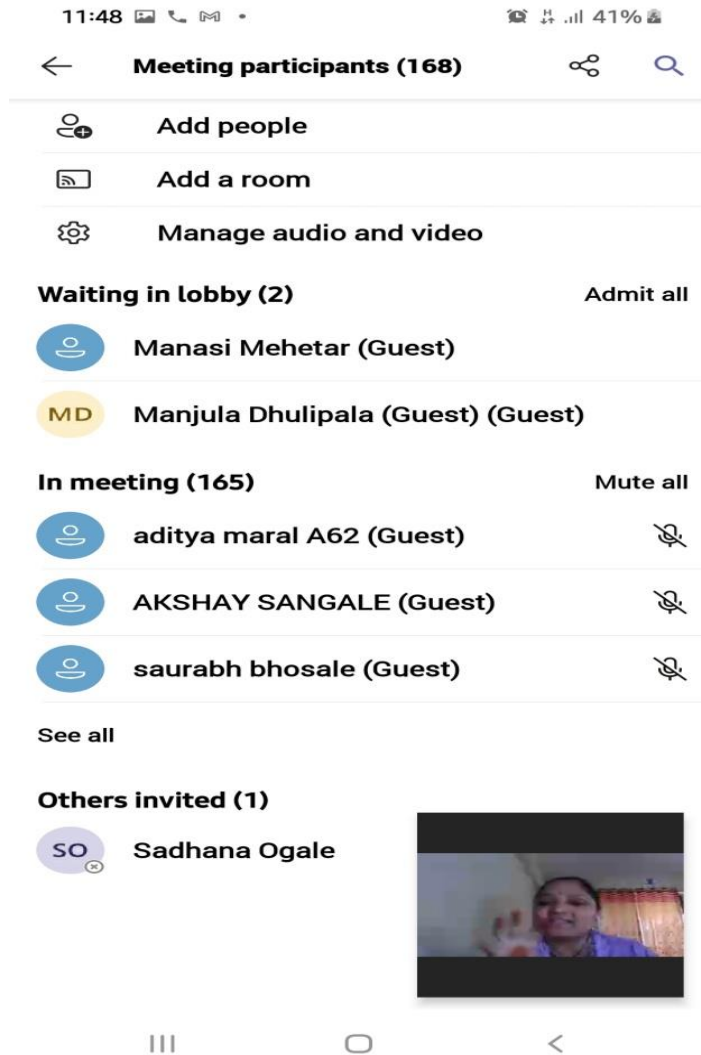 11:48
41%
Meeting participants (168)
Add people
Add a room
Manage audio and video
Waiting in lobby (2) Admit all
Manasi Mehetar (Guest)
MD Manjula Dhulipala (Guest) (Guest)
In meeting (165) Mute all
aditya maral A62 (Guest)
AKSHAY SANGALE (Guest)
saurabh bhosale (Guest)
See all
Others invited (1)
SO Sadhana Ogale